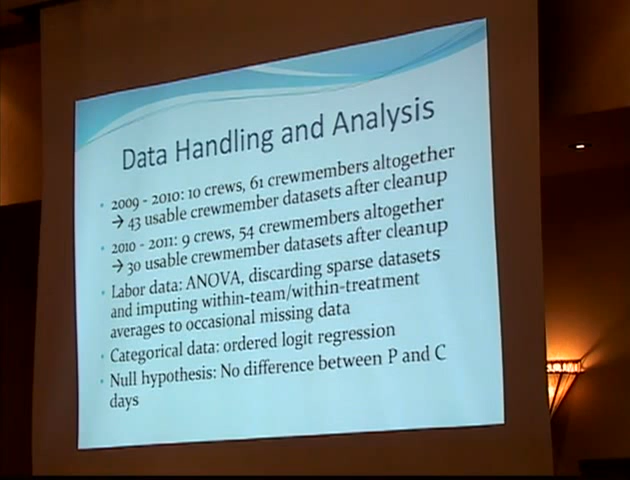 Data Handling and Analysis
• 2009 - 2010: 10 crews, 61 crewmembers altogether
→ 43 usable crewmember datasets after cleanup
• 2010 - 2011: 9 crews, 54 crewmembers altogether
→ 30 usable crewmember datasets after cleanup
• Labor data: ANOVA, discarding sparse datasets
and imputing within-team/within-treatment
averages to occasional missing data
• Categorical data: ordered logit regression
• Null hypothesis: No difference between P and C
days